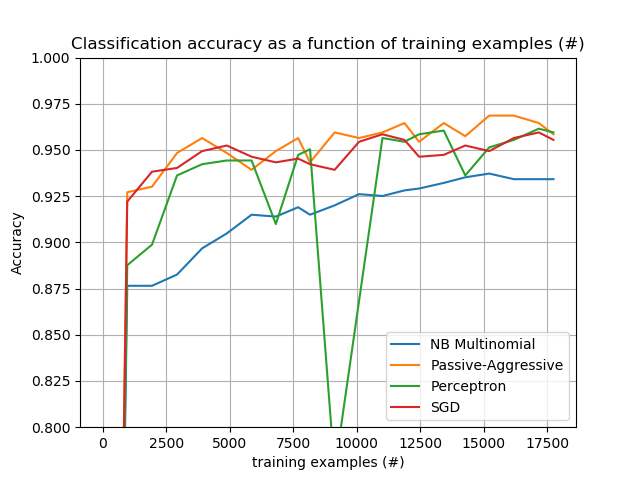 Classification accuracy as a function of training examples (#)
1.000
0.975
0.950
0.925
0.900
0.875
0.850
0.825
0.800
Accuracy
NB Multinomial
Passive-Aggressive
Perceptron
SGD
0 2500 5000 7500 10000 12500 15000 17500
training examples (#)